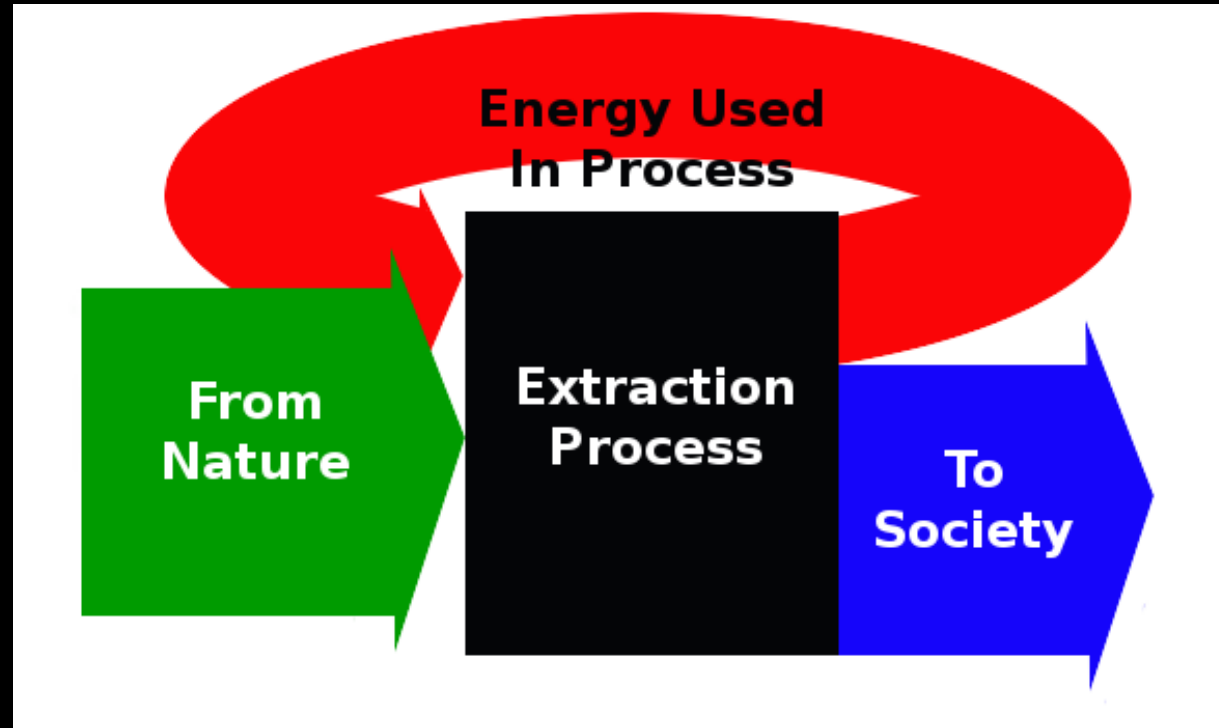 Energy Used
In Process
From
Nature
Extraction
Process
To
Society